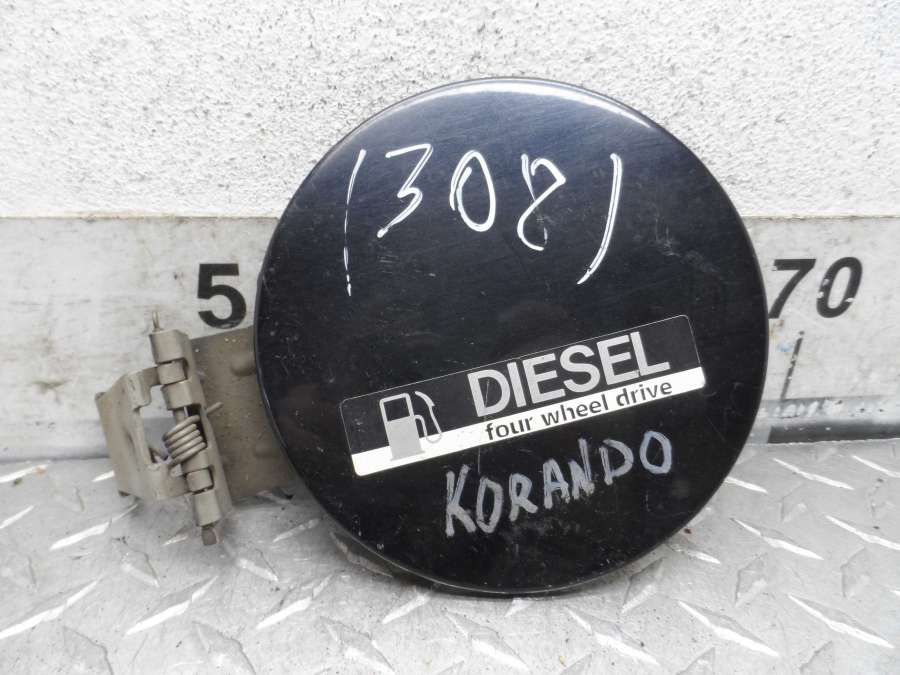 13081
5
70
DIESEL
four wheel drive
KORANDO